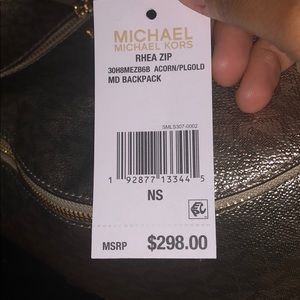 MICHAEL
MICHAEL KORS
RHEA ZIP
30H8MEZB6B ACORN/PLGOLD
MD BACKPACK
SMLS307-0002
1 92877 13344 5
NS
MSRP $298.00